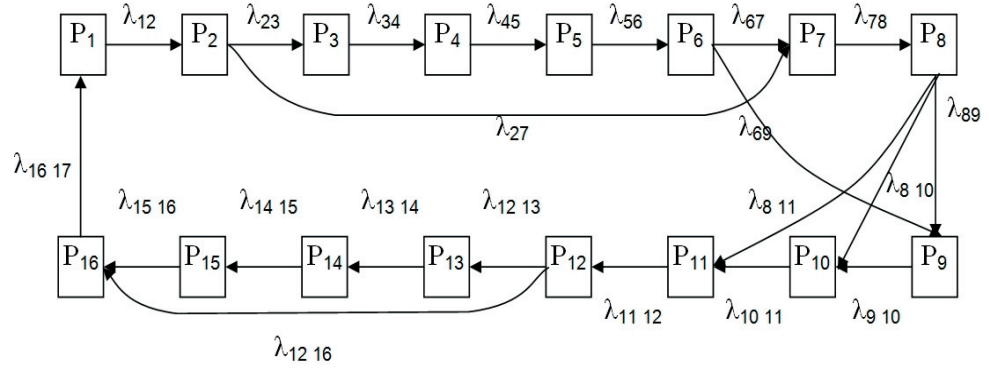 λ12 λ23 λ34 λ45 λ56 λ67 λ78
P1 P2 P3 P4 P5 P6 P7 P8
λ27 λ69 λ89
λ16 17 λ15 16 λ14 15 λ13 14 λ12 13 λ8 11 λ8 10
P16 P15 P14 P13 P12 P11 P10 P9
λ11 12 λ10 11 λ9 10
λ12 16